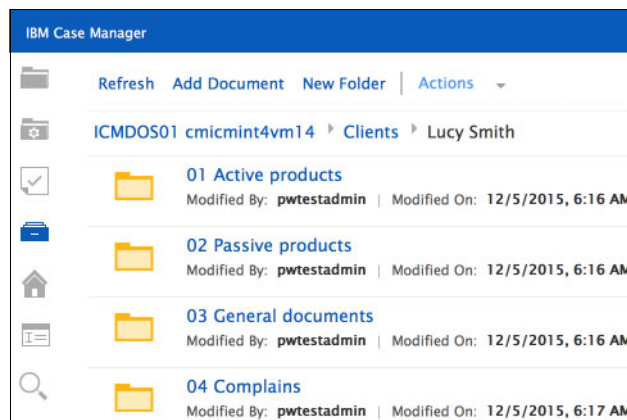 IBM Case Manager
Refresh Add Document New Folder | Actions
ICMDOS01 cmicmint4vm14 Clients Lucy Smith
01 Active products
Modified By: pwtestadmin | Modified On: 12/5/2015, 6:16 AM
02 Passive products
Modified By: pwtestadmin | Modified On: 12/5/2015, 6:16 AM
03 General documents
Modified By: pwtestadmin | Modified On: 12/5/2015, 6:16 AM
04 Complains
Modified By: pwtestadmin | Modified On: 12/5/2015, 6:17 AM